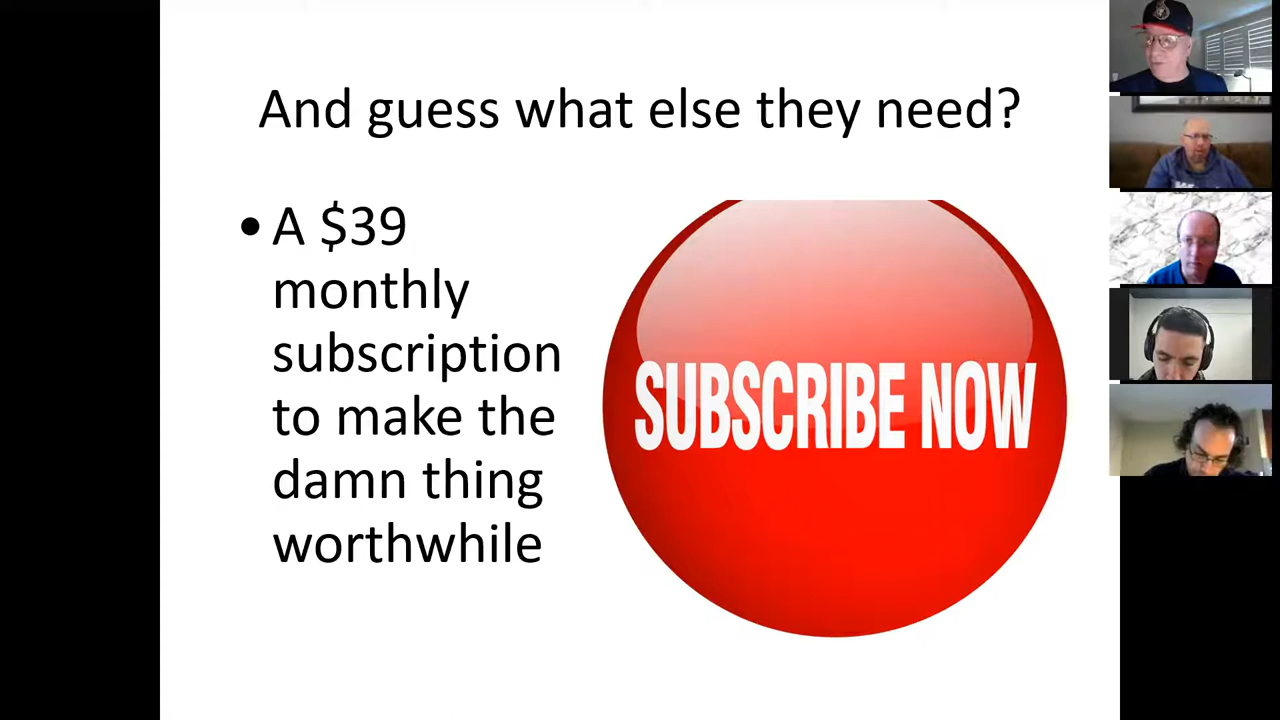 And guess what else they need?
• A $39
monthly
subscription
to make the
damn thing
worthwhile
SUBSCRIBE NOW